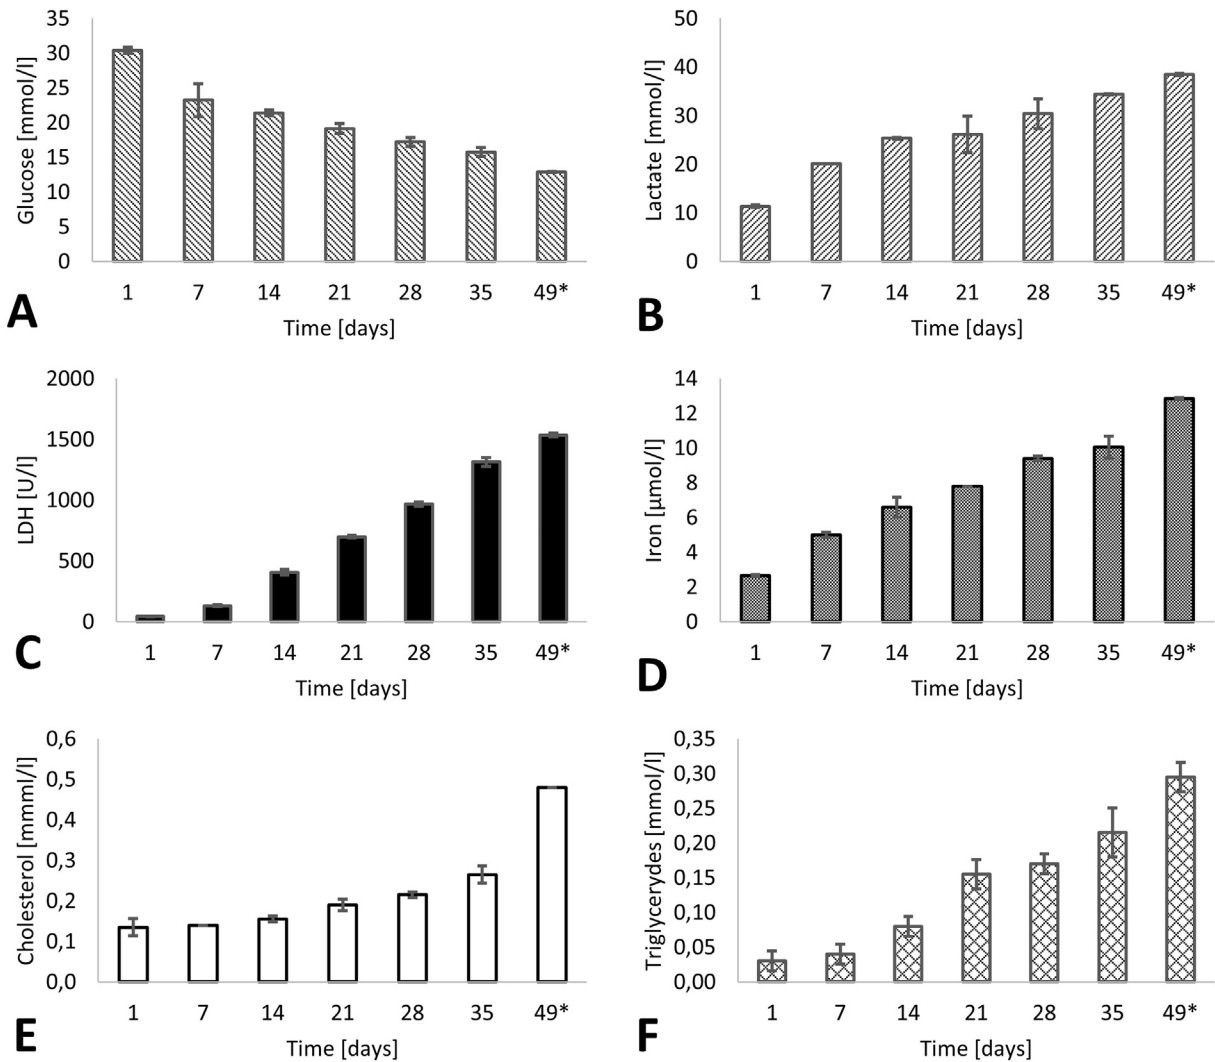 35
30
25
20
15
10
5
0
Glucose [mmol/l]
1 7 14 21 28 35 49*
Time [days]
A
50
40
30
20
10
0
Lactate [mmol/l]
1 7 14 21 28 35 49*
Time [days]
B
2000
1500
1000
500
0
LDH [U/l]
1 7 14 21 28 35 49*
Time [days]
C
14
12
10
8
6
4
2
0
Iron [μmol/l]
1 7 14 21 28 35 49*
Time [days]
D
0,6
0,5
0,4
0,3
0,2
0,1
0,0
Cholesterol [mmml/l]
1 7 14 21 28 35 49*
Time [days]
E
0,35
0,30
0,25
0,20
0,15
0,10
0,05
0,00
Triglycerydes [mmol/l]
1 7 14 21 28 35 49*
Time [days]
F